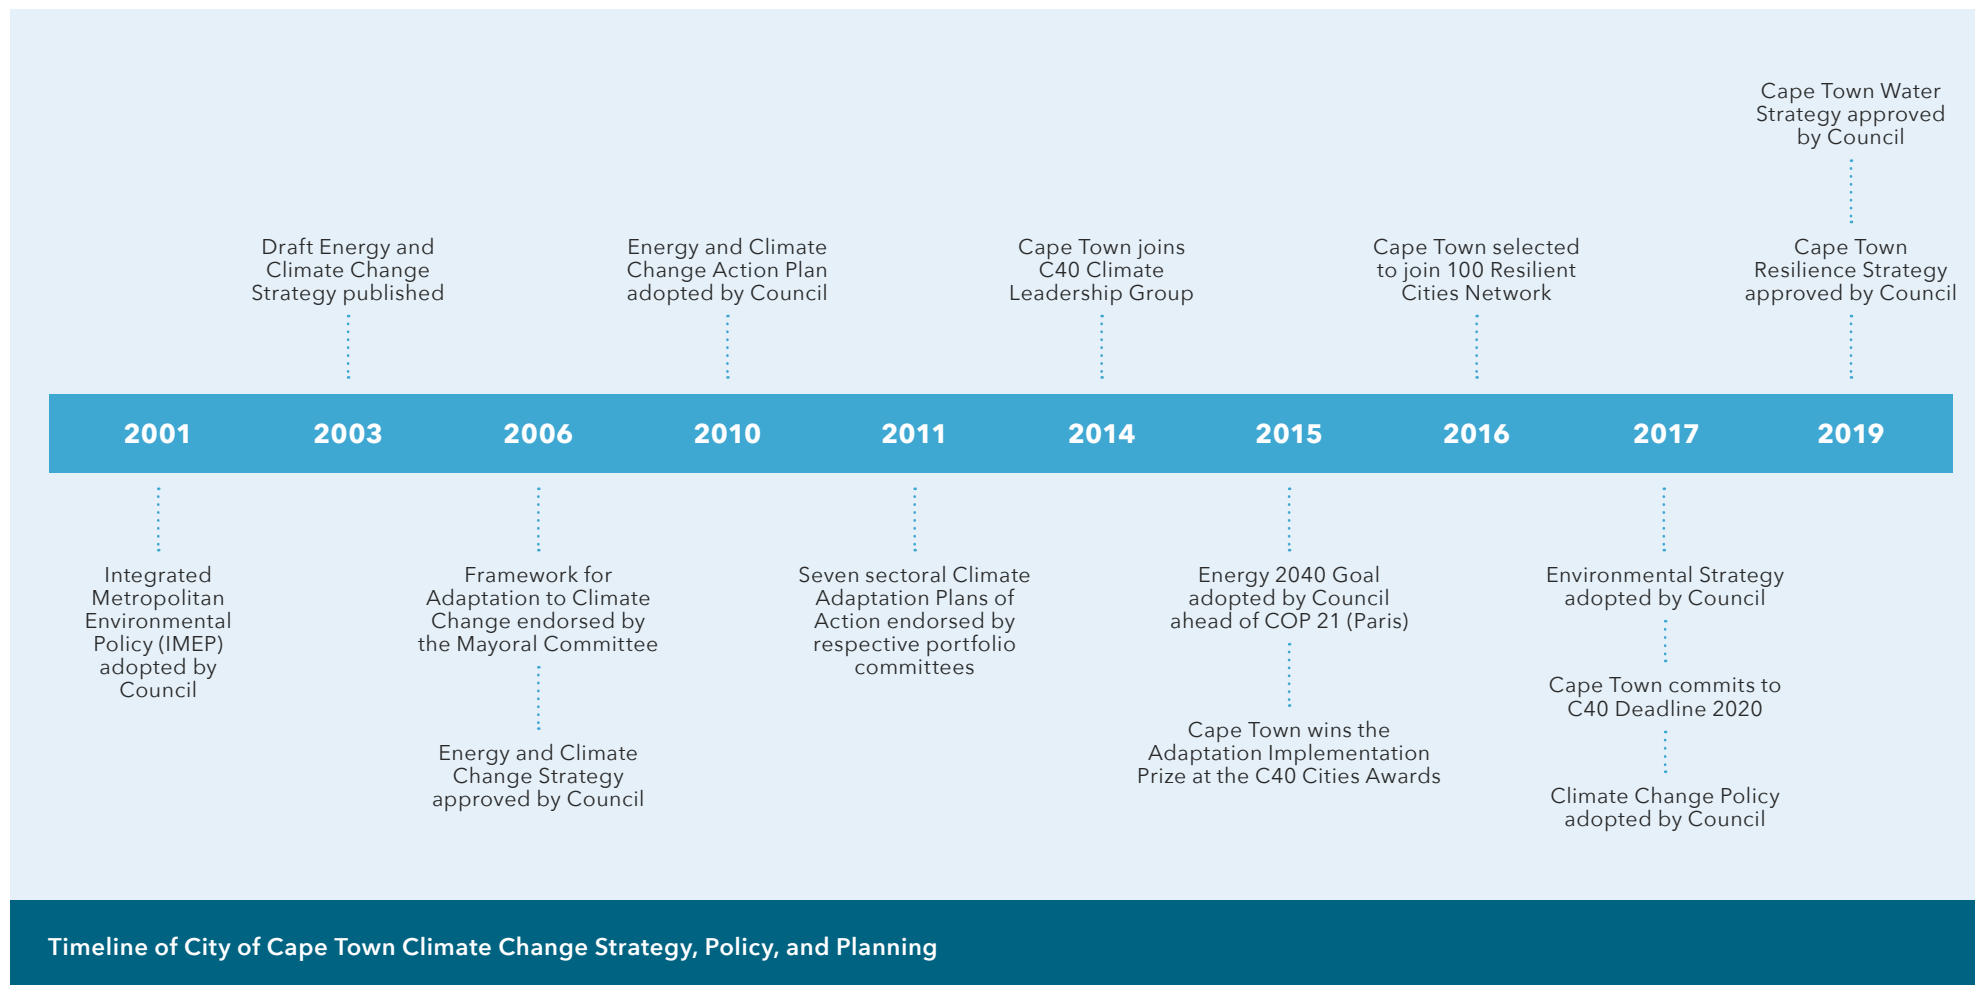 Cape Town Water
Strategy approved
by Council
Draft Energy and
Climate Change
Strategy published
Energy and Climate
Change Action Plan
adopted by Council
Cape Town joins
C40 Climate
Leadership Group
Cape Town selected
to join 100 Resilient
Cities Network
Cape Town
Resilience Strategy
approved by Council
2001 2003 2006 2010 2011 2014 2015 2016 2017 2019
Integrated
Metropolitan
Environmental
Policy (IMEP)
adopted by
Council
Framework for
Adaptation to Climate
Change endorsed by
the Mayoral Committee
Energy and Climate
Change Strategy
approved by Council
Seven sectoral Climate
Adaptation Plans of
Action endorsed by
respective portfolio
committees
Energy 2040 Goal
adopted by Council
ahead of COP 21 (Paris)
Cape Town wins the
Adaptation Implementation
Prize at the C40 Cities Awards
Environmental Strategy
adopted by Council
Cape Town commits to
C40 Deadline 2020
Climate Change Policy
adopted by Council
Timeline of City of Cape Town Climate Change Strategy, Policy, and Planning